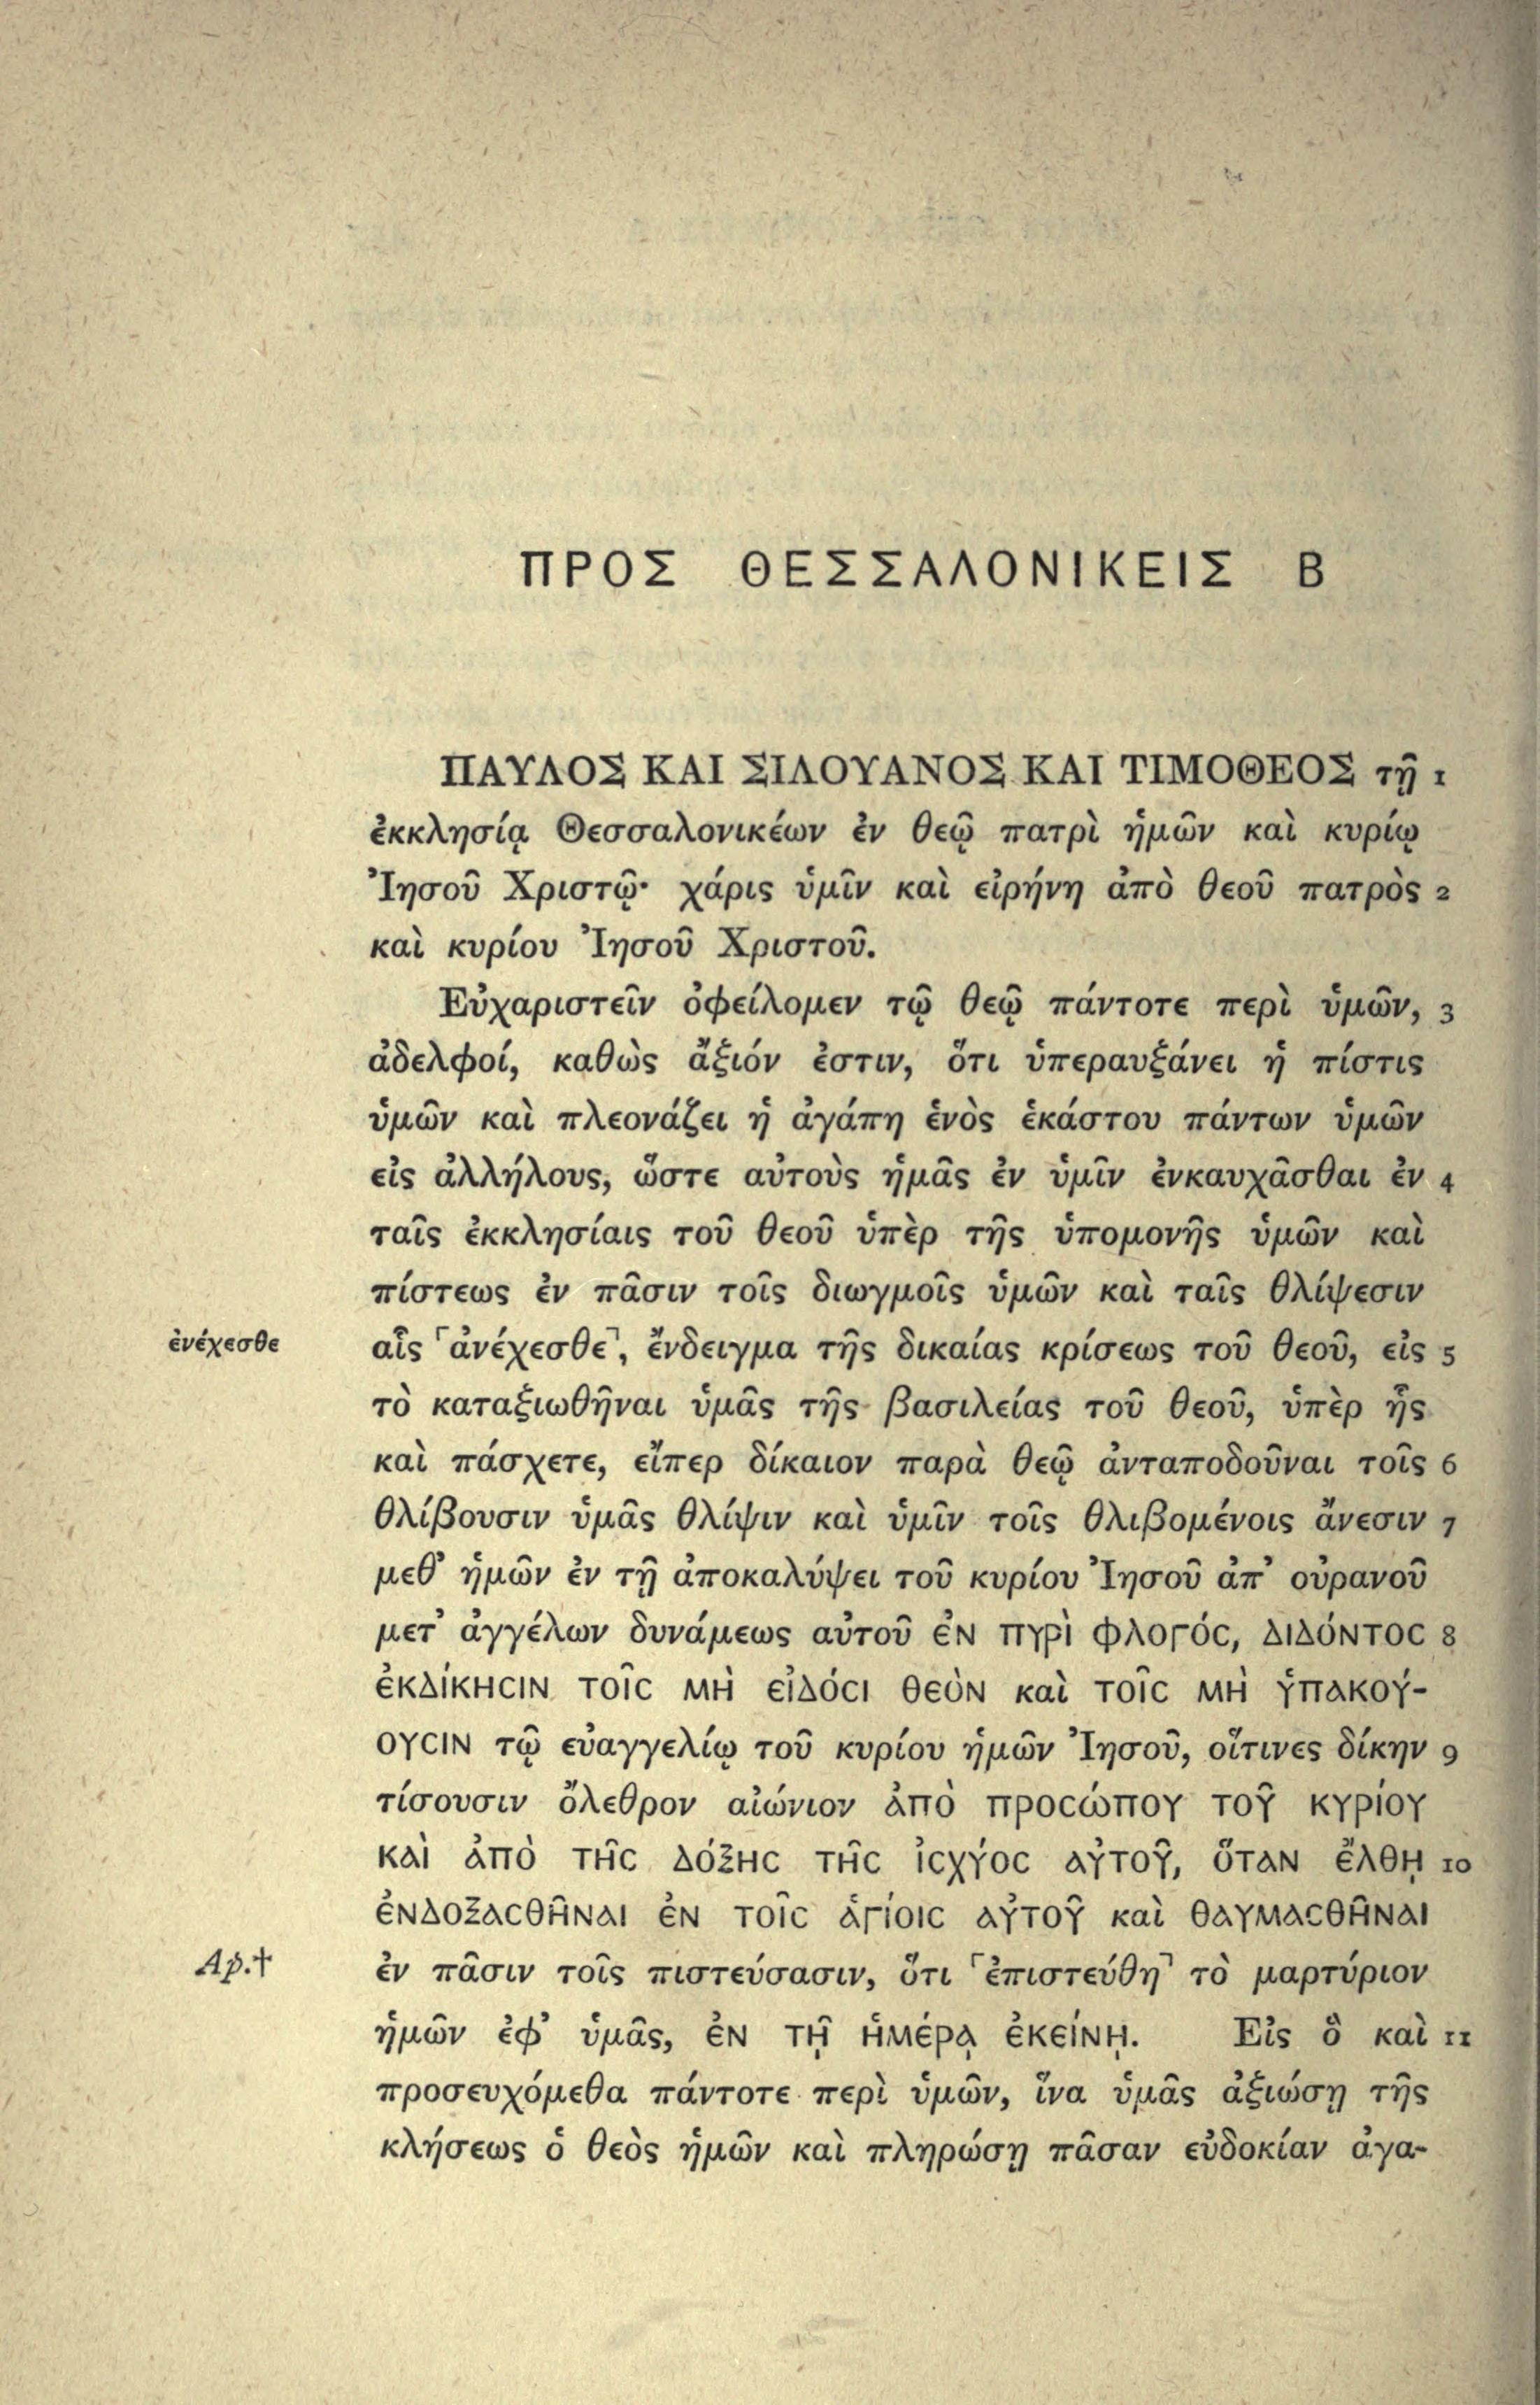 ΠΡΟΣ ΘΕΣΣΑΛΟΝΙΚΕΙΣ Β
ΠΑΥΛΟΣ ΚΑΙ ΣΙΛΟΥΑΝΟΣ ΚΑΙ ΤΙΜΟΘΕΟΣ τῇ 1
ἐκκλησίᾳ Θεσσαλονικέων ἐν θεῷ πατρὶ ἡμῶν καὶ κυρίῳ
Ἰησοῦ Χριστῷ· χάρις ὑμῖν καὶ εἰρήνη ἀπὸ θεοῦ πατρὸς 2
καὶ κυρίου Ἰησοῦ Χριστοῦ.
Εὐχαριστεῖν ὀφείλομεν τῷ θεῷ πάντοτε περὶ ὑμῶν, 3
ἀδελφοί, καθὼς ἄξιόν ἐστιν, ὅτι ὑπεραυξάνει ἡ πίστις
ὑμῶν καὶ πλεονάζει ἡ ἀγάπη ἑνὸς ἑκάστου πάντων ὑμῶν
εἰς ἀλλήλους, ὥστε αὐτοὺς ἡμᾶς ἐν ὑμῖν ἐνκαυχᾶσθαι ἐν 4
ταῖς ἐκκλησίαις τοῦ θεοῦ ὑπὲρ τῆς ὑπομονῆς ὑμῶν καὶ
πίστεως ἐν πᾶσιν τοῖς διωγμοῖς ὑμῶν καὶ ταῖς θλίψεσιν
ἐνέχεσθε αἷς ⸀ἀνέχεσθε⸃, ἔνδειγμα τῆς δικαίας κρίσεως τοῦ θεοῦ, εἰς 5
τὸ καταξιωθῆναι ὑμᾶς τῆς βασιλείας τοῦ θεοῦ, ὑπὲρ ἧς
καὶ πάσχετε, εἴπερ δίκαιον παρὰ θεῷ ἀνταποδοῦναι τοῖς 6
θλίβουσιν ὑμᾶς θλίψιν καὶ ὑμῖν τοῖς θλιβομένοις ἄνεσιν 7
μεθ' ἡμῶν ἐν τῇ ἀποκαλύψει τοῦ κυρίου Ἰησοῦ ἀπ' οὐρανοῦ
μετ' ἀγγέλων δυνάμεως αὐτοῦ ἐν πυρὶ φλογός, διδόντος 8
ἐκδίκησιν τοῖς μὴ εἰδόσι θεὸν καὶ τοῖς μὴ ὑπακού-
ουσιν τῷ εὐαγγελίῳ τοῦ κυρίου ἡμῶν Ἰησοῦ, οἵτινες δίκην 9
τίσουσιν ὄλεθρον αἰώνιον ἀπὸ προσώπου τοῦ κυρίου
καὶ ἀπὸ τῆς δόξης τῆς ἰσχύος αὐτοῦ, ὅταν ἔλθῃ 10
ἐνδοξασθῆναι ἐν τοῖς ἁγίοις αὐτοῦ καὶ θαυμασθῆναι
Ap.† ἐν πᾶσιν τοῖς πιστεύσασιν, ὅτι ⸀ἐπιστεύθη⸃ τὸ μαρτύριον
ἡμῶν ἐφ' ὑμᾶς, ἐν τῇ ἡμέρᾳ ἐκείνῃ. Εἰς ὃ καὶ 11
προσευχόμεθα πάντοτε περὶ ὑμῶν, ἵνα ὑμᾶς ἀξιώσῃ τῆς
κλήσεως ὁ θεὸς ἡμῶν καὶ πληρώσῃ πᾶσαν εὐδοκίαν ἀγα-